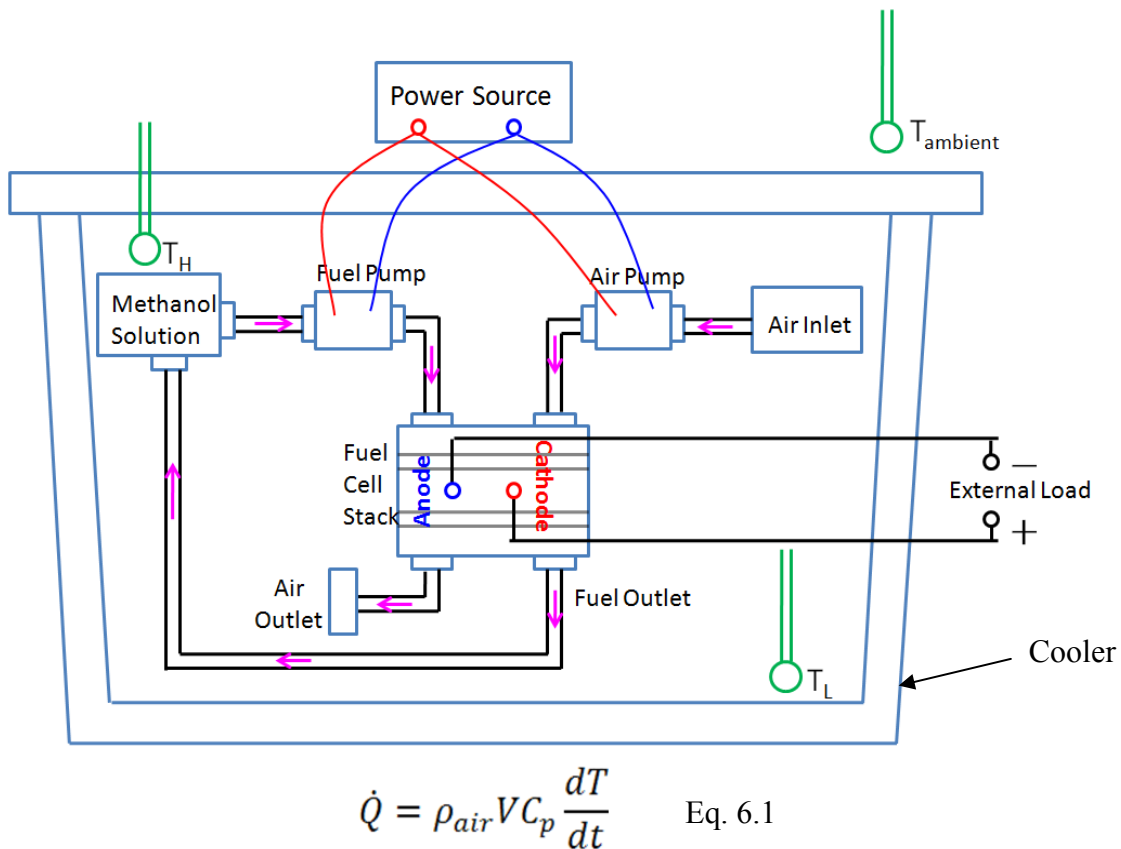 Power Source
T_ambient
T_H
Fuel Pump
Air Pump
Methanol
Solution
Air Inlet
Fuel
Cell
Stack
Anode
Cathode
−
External Load
+
Air
Outlet
Fuel Outlet
Cooler
T_L
Q̇ = ρ_air V C_p dT/dt Eq. 6.1